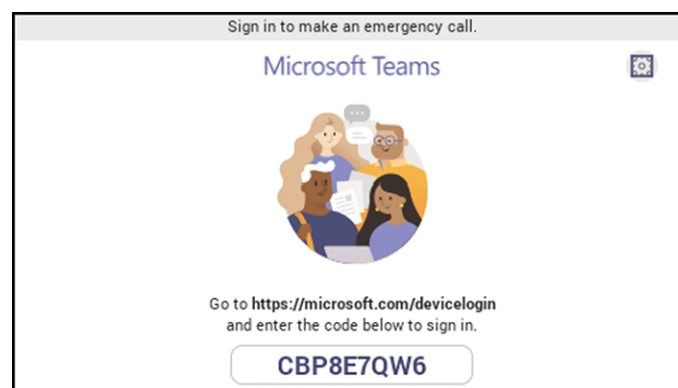 Sign in to make an emergency call.
Microsoft Teams
Go to https://microsoft.com/devicelogin
and enter the code below to sign in.
CBP8E7QW6